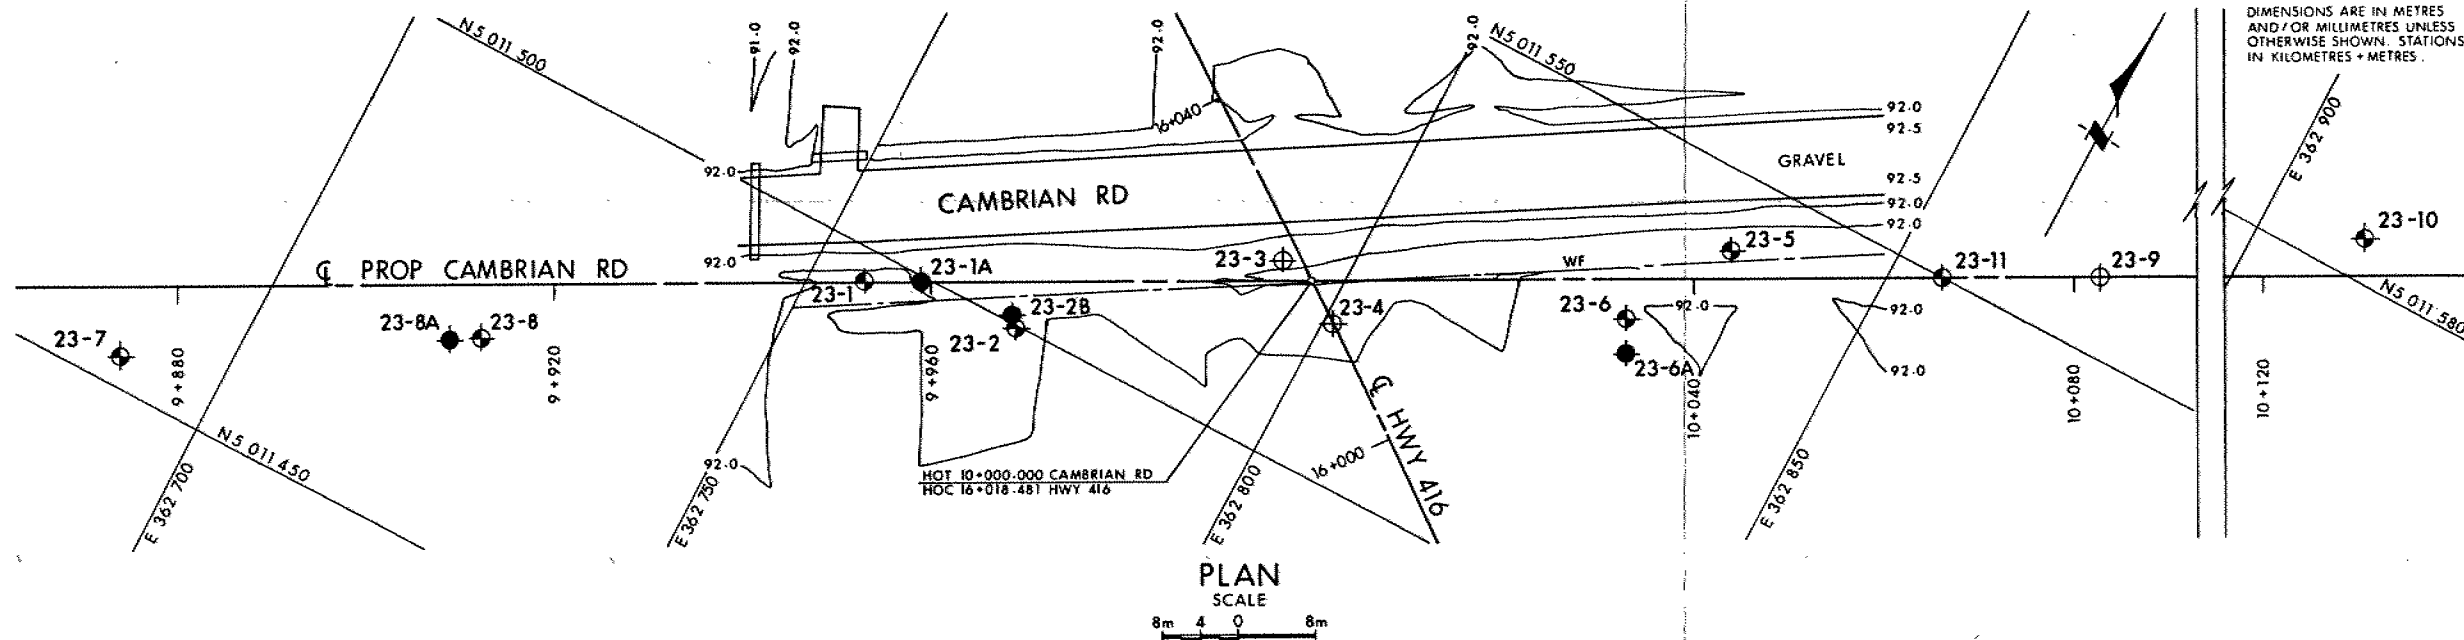 DIMENSIONS ARE IN METRES
AND/OR MILLIMETRES UNLESS
OTHERWISE SHOWN. STATIONS
IN KILOMETRES + METRES.
N 5 011 500
91.0
92.0
92.0
92.0
N 5 011 550
16+040
92.0
92.5
GRAVEL
E 362 900
92.0
CAMBRIAN RD
92.5
92.0
92.0
23-10
92.0
23-5
WF
23-3
23-11
23-9
℄ PROP CAMBRIAN RD
23-1A
23-1
N 5 011 580
23-2B
23-4
23-6
92.0
92.0
23-8A
23-8
23-7
23-2
23-6A
92.0
9+880
9+920
9+960
10+040
10+080
10+120
℄ HWY 416
N 5 011 450
92.0
16+000
HOT 10+000.000 CAMBRIAN RD
HOC 16+018.481 HWY 416
E 362 700
E 362 750
E 362 800
E 362 850
PLAN
SCALE
8m 4 0 8m